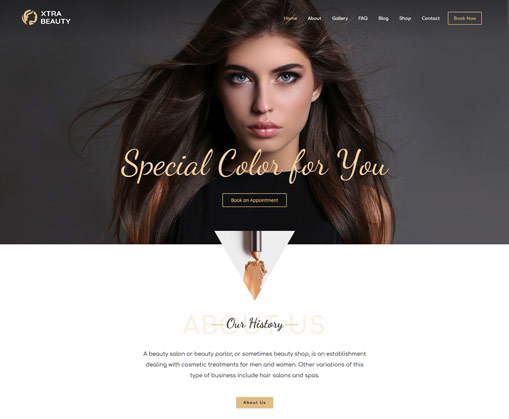 XTRA
BEAUTY
Home About Gallery FAQ Blog Shop Contact Book Now
Special Color for You
Book on Appointment
ABOUT US
Our History
A beauty salon or beauty parlor, or sometimes beauty shop, is an establishment
dealing with cosmetic treatments for men and women. Other variations of this
type of business include hair salons and spas.
About Us